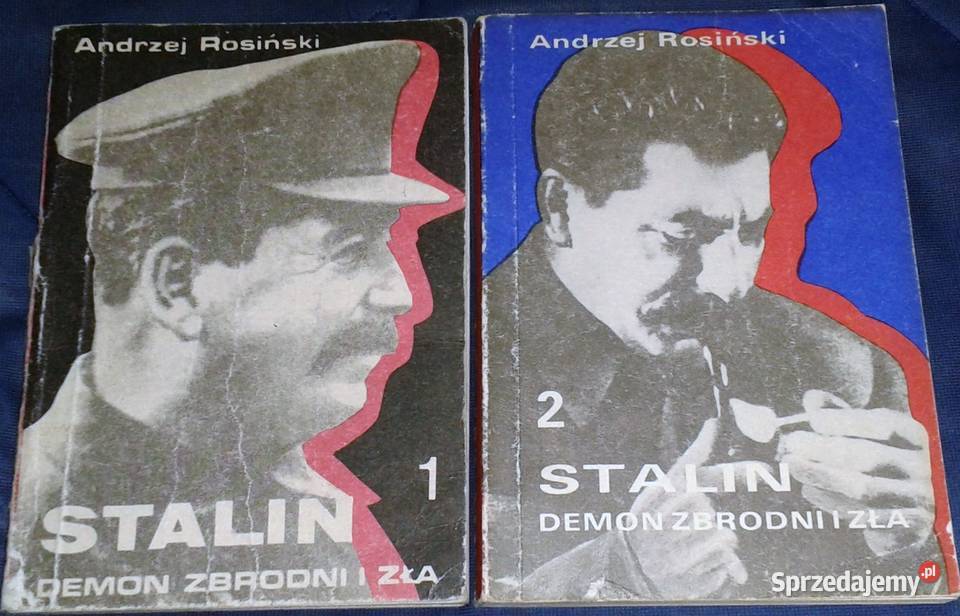 Andrzej Rosiński
1
STALIN
DEMON ZBRODNI I ZŁA
Andrzej Rosiński
2
STALIN
DEMON ZBRODNI I ZŁA
Sprzedajemy.pl